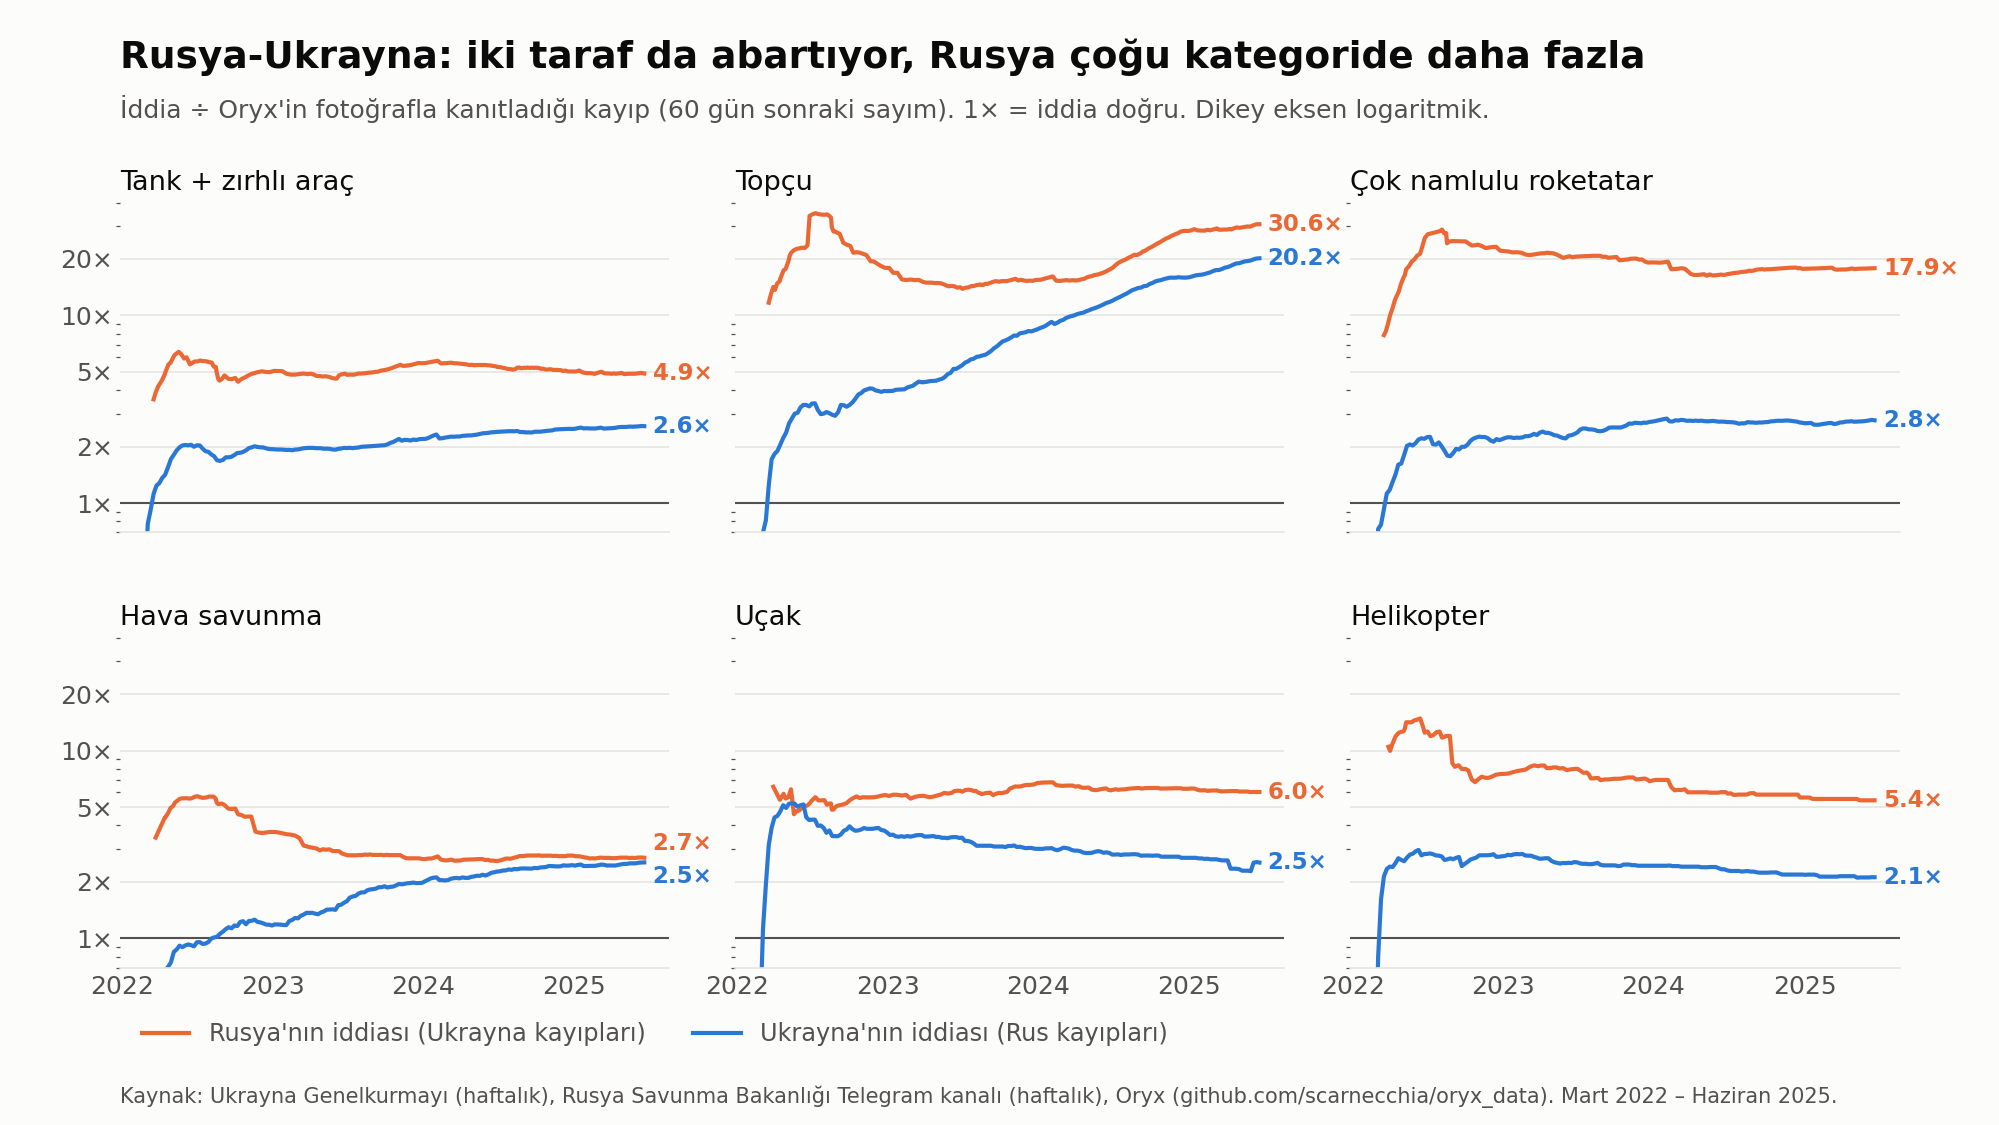 Rusya-Ukrayna: iki taraf da abartıyor, Rusya çoğu kategoride daha fazla
İddia ÷ Oryx'in fotoğrafla kanıtladığı kayıp (60 gün sonraki sayım). 1× = iddia doğru. Dikey eksen logaritmik.
Tank + zırhlı araç
20×
10×
5×
2×
1×
4.9×
2.6×
Topçu
30.6×
20.2×
Çok namlulu roketatar
17.9×
2.8×
Hava savunma
20×
10×
5×
2×
1×
2.7×
2.5×
2022 2023 2024 2025
Uçak
6.0×
2.5×
2022 2023 2024 2025
Helikopter
5.4×
2.1×
2022 2023 2024 2025
Rusya'nın iddiası (Ukrayna kayıpları) Ukrayna'nın iddiası (Rus kayıpları)
Kaynak: Ukrayna Genelkurmayı (haftalık), Rusya Savunma Bakanlığı Telegram kanalı (haftalık), Oryx (github.com/scarnecchia/oryx_data). Mart 2022 – Haziran 2025.